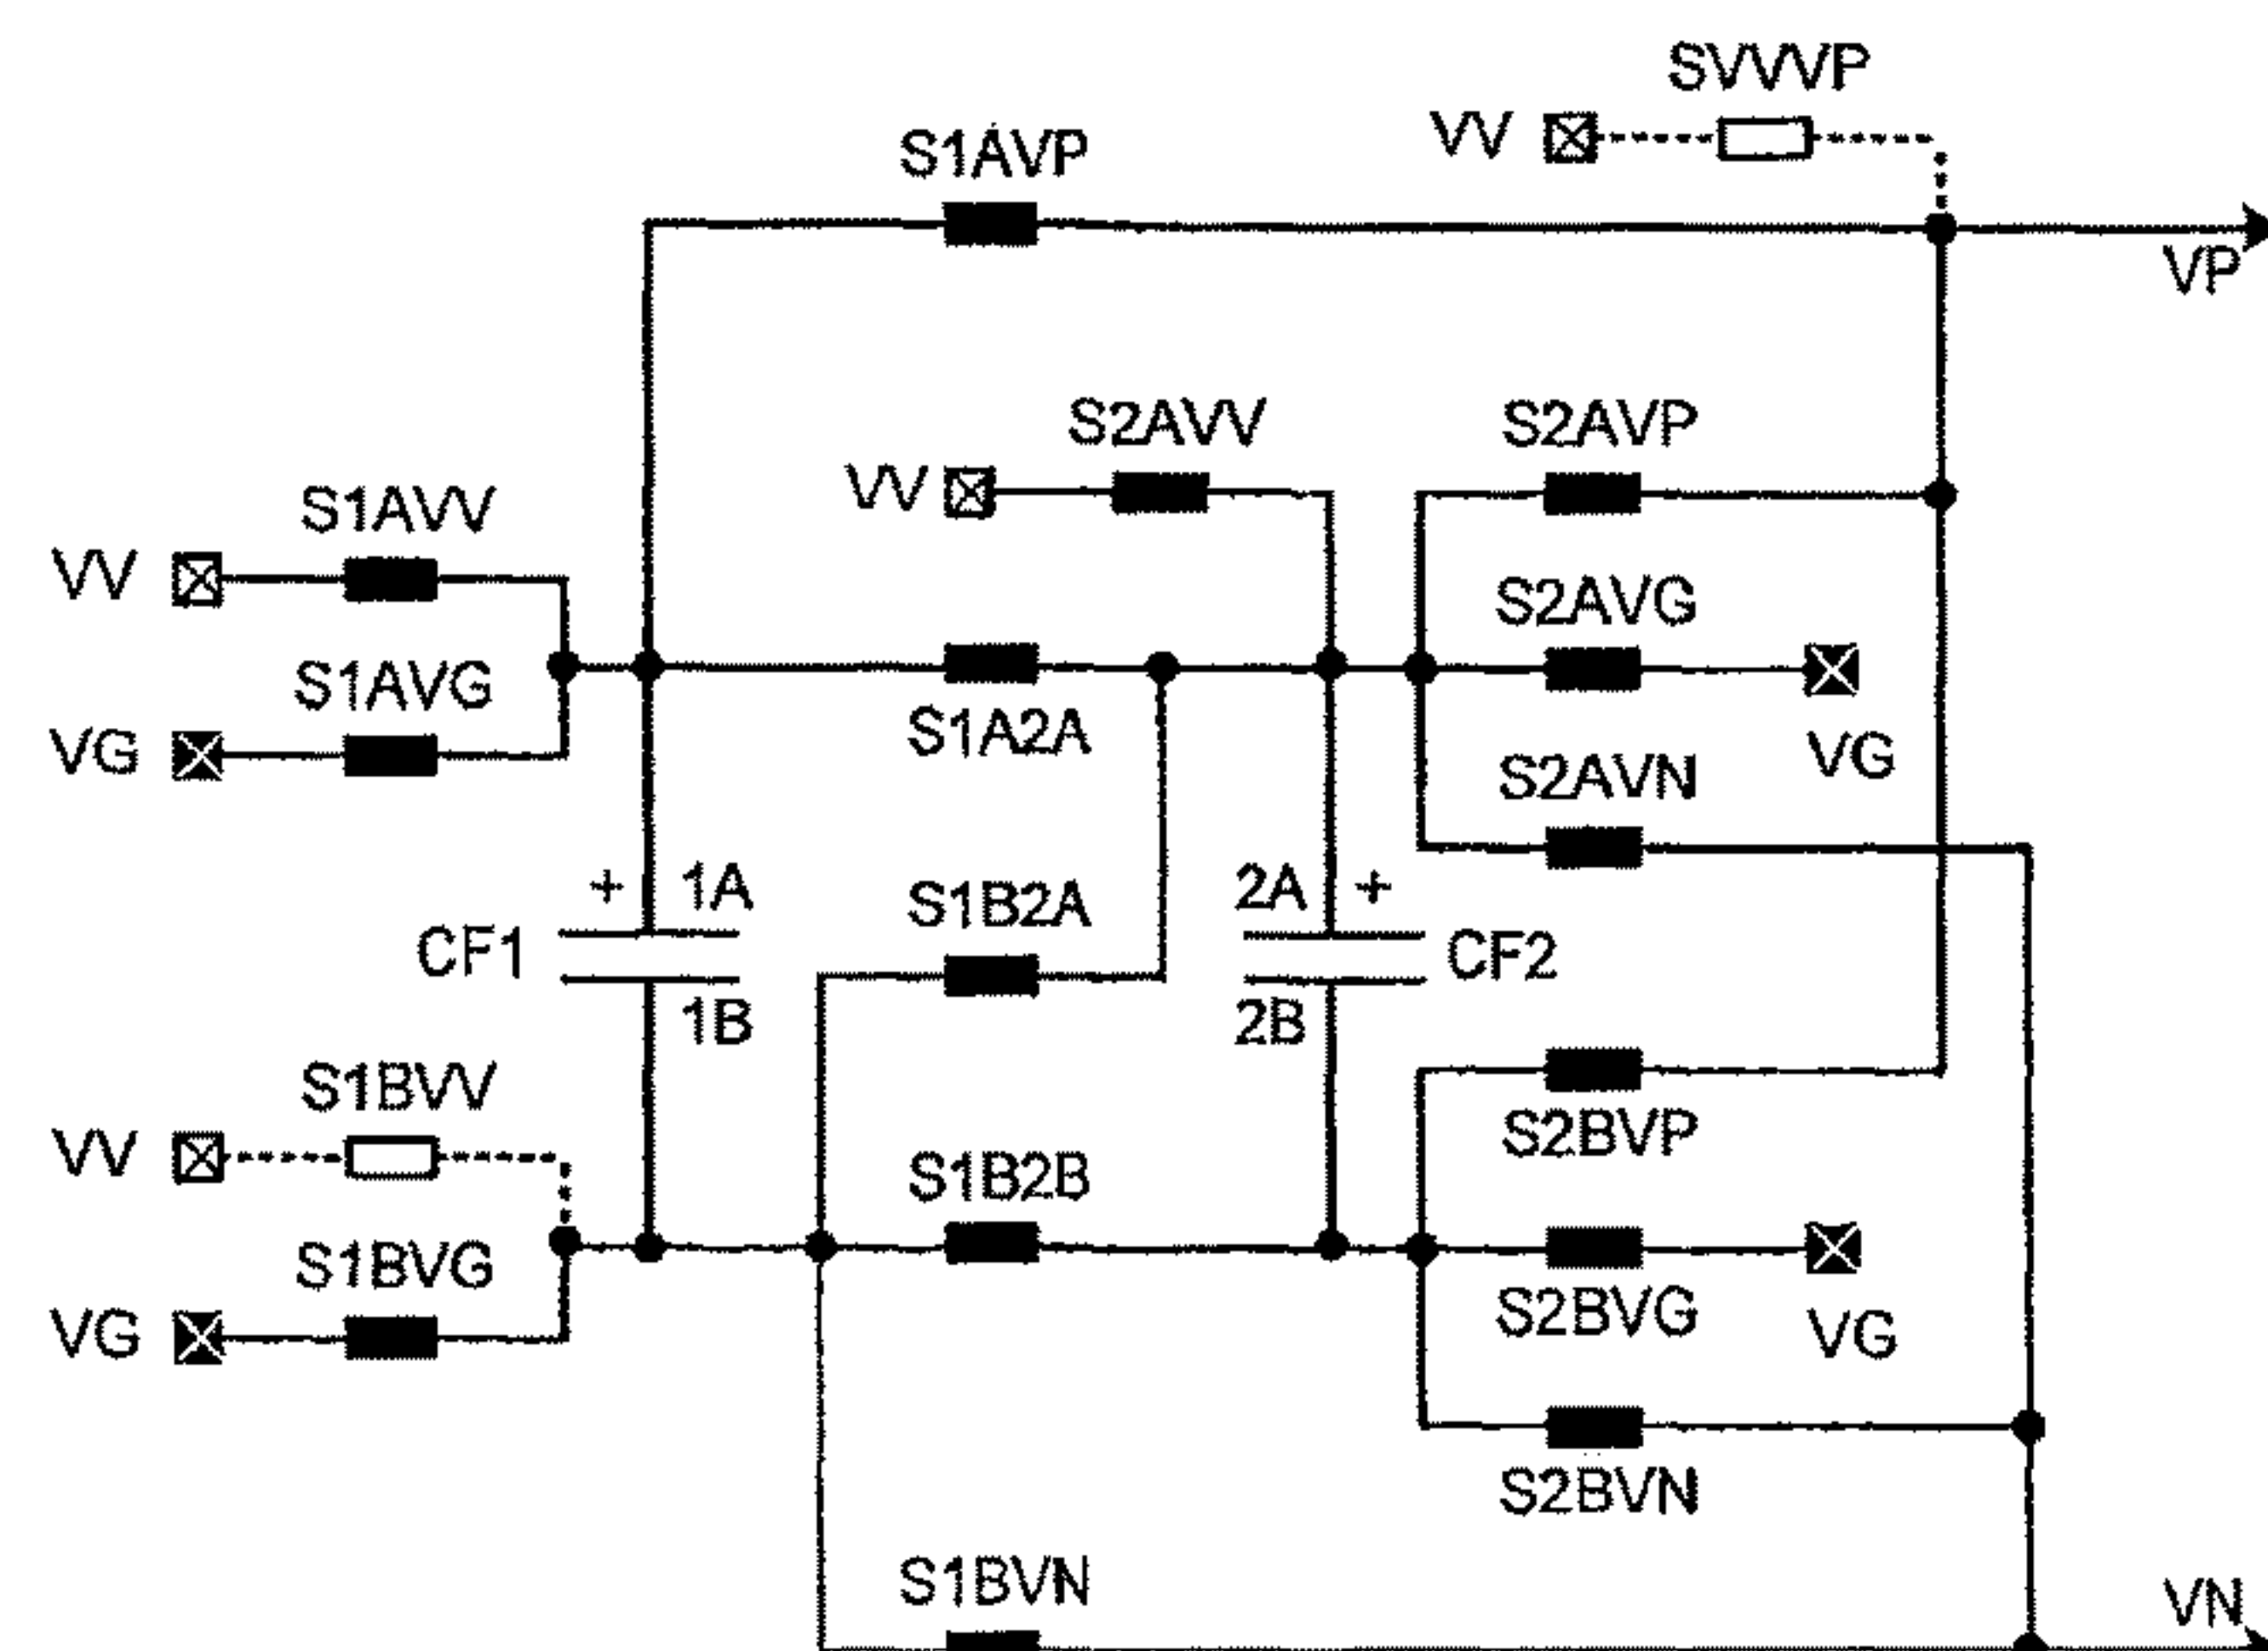 SVVVP
VV
S1AVP
VP
S2AVV
S2AVP
VV
S1AVV
VV
S2AVG
S1AVG
S1A2A
VG
VG
S2AVN
+ 1A
2A +
S1B2A
CF1
CF2
1B
2B
S1BVV
VV
S2BVP
S1B2B
S1BVG
S2BVG
VG
VG
S2BVN
S1BVN
VN